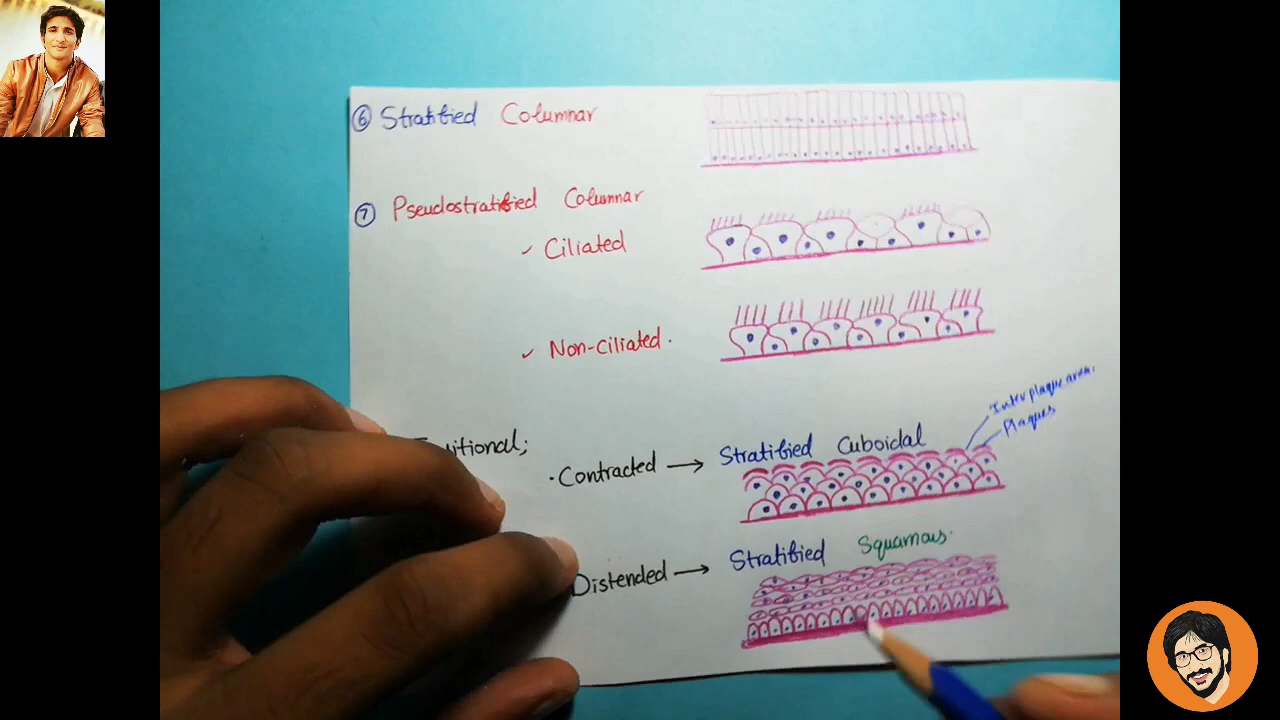 ⑥ Stratified Columnar
⑦ Pseudostratified Columnar
✓ Ciliated
✓ Non-ciliated.
Inter plaque area.
Plaques
Stratified Cuboidal
· Contracted →
Stratified Squamous.
Distended →